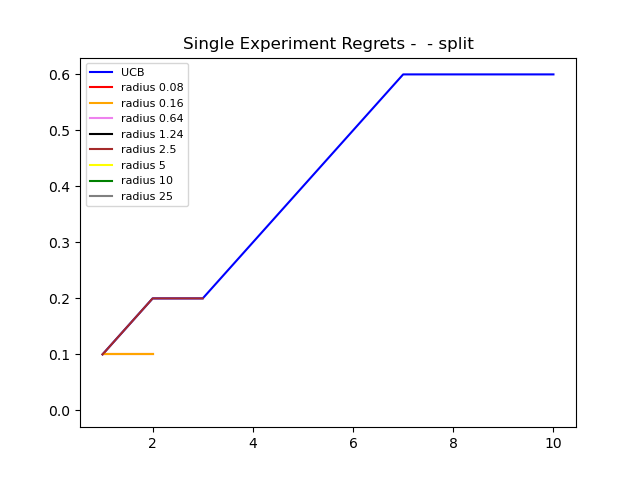 Single Experiment Regrets -  - split
UCB
radius 0.08
radius 0.16
radius 0.64
radius 1.24
radius 2.5
radius 5
radius 10
radius 25
0.6
0.5
0.4
0.3
0.2
0.1
0.0
2
4
6
8
10